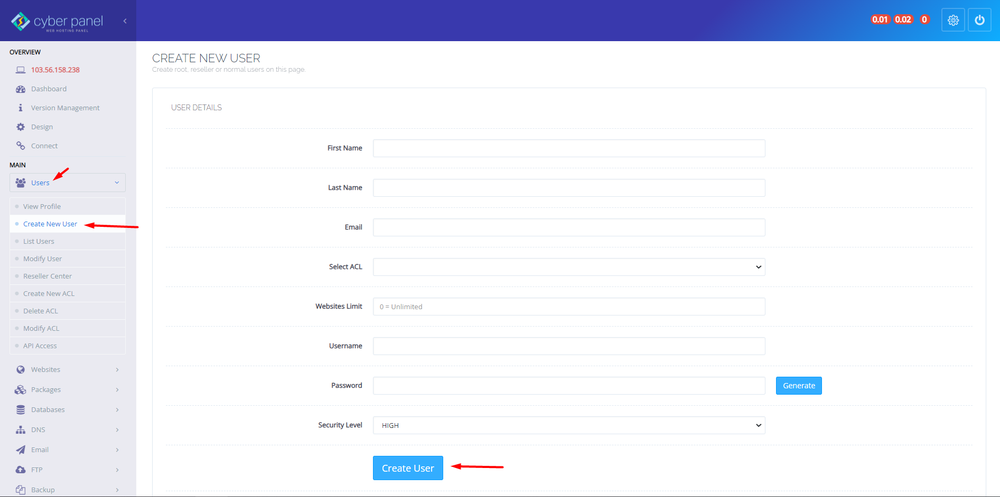 cyber panel
WEB HOSTING PANEL
0.01 0.02 0
OVERVIEW
103.56.158.238
Dashboard
Version Management
Design
Connect
MAIN
Users
View Profile
Create New User
List Users
Modify User
Reseller Center
Create New ACL
Delete ACL
Modify ACL
API Access
Websites
Packages
Databases
DNS
Email
FTP
Backup
CREATE NEW USER
Create root, reseller or normal users on this page.
USER DETAILS
First Name
Last Name
Email
Select ACL
Websites Limit 0 = Unlimited
Username
Password Generate
Security Level HIGH
Create User